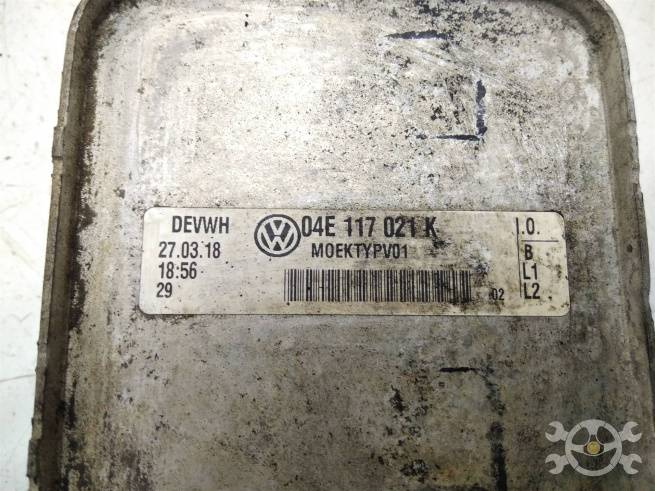 DEVWH 04E 117 021 K I.O.
27.03.18 MOEKTYPV01 B
18:56 L1
29 02 L2